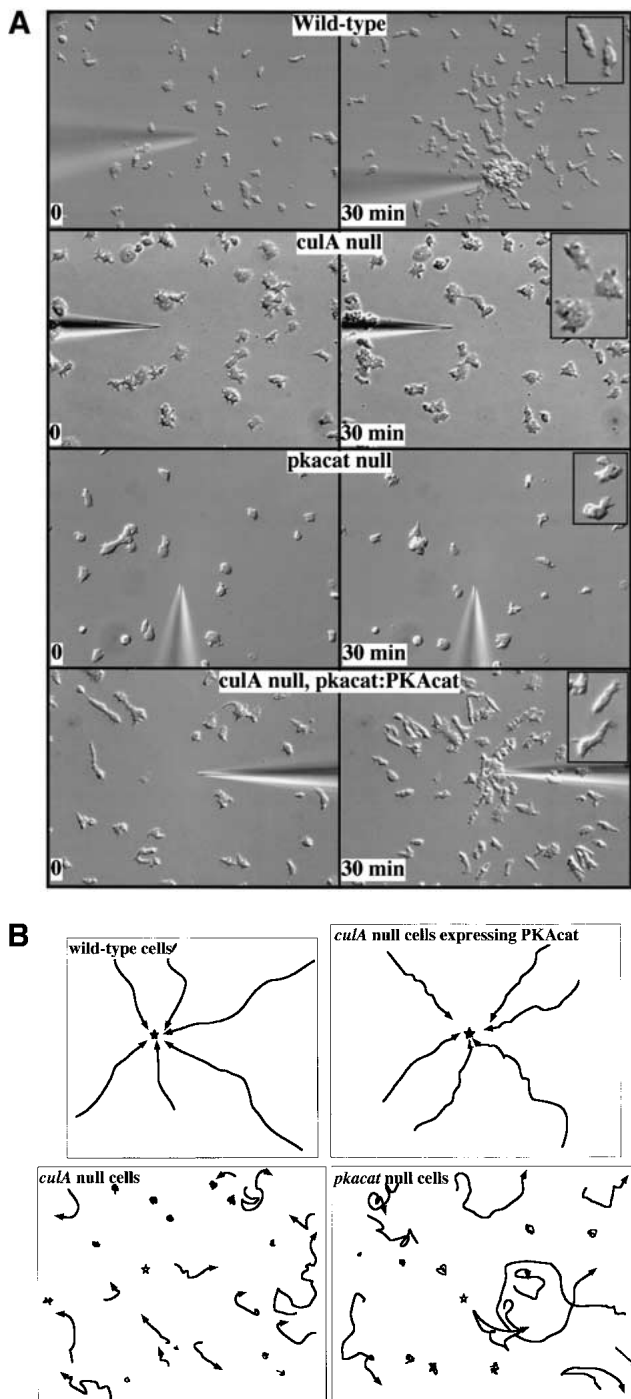 A
Wild-type
0
30 min
culA null
0
30 min
pkacat null
0
30 min
culA null, pkacat:PKAcat
0
30 min
B
wild-type cells
culA null cells expressing PKAcat
culA null cells
pkacat null cells